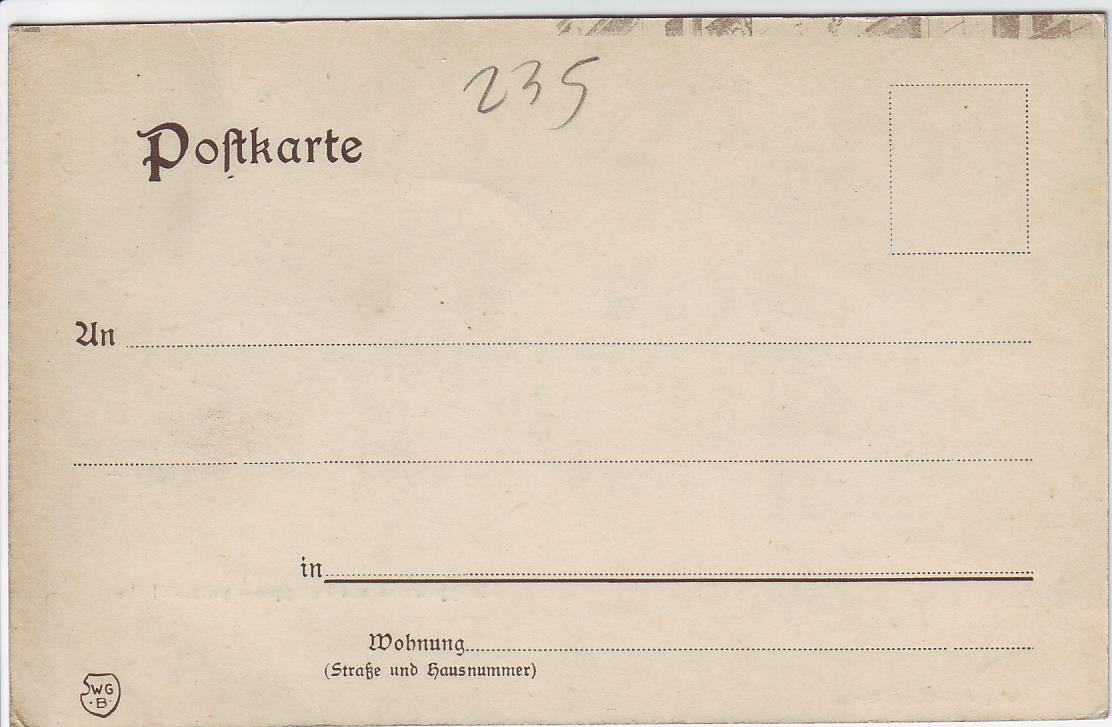 235
Poſtkarte
An
in
Wohnung
(Straße und Hausnummer)
WG
·B·